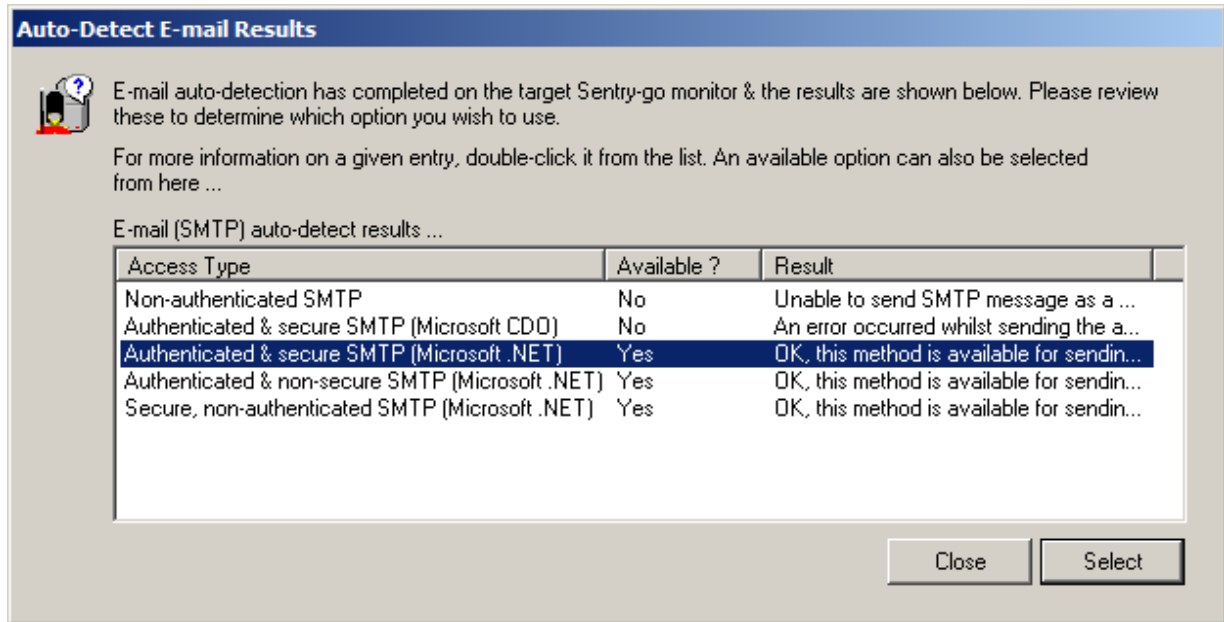 Auto-Detect E-mail Results
E-mail auto-detection has completed on the target Sentry-go monitor & the results are shown below. Please review
these to determine which option you wish to use.
For more information on a given entry, double-click it from the list. An available option can also be selected
from here ...
E-mail (SMTP) auto-detect results ...
Access Type Available ? Result
Non-authenticated SMTP No Unable to send SMTP message as a ...
Authenticated & secure SMTP (Microsoft CDO) No An error occurred whilst sending the a...
Authenticated & secure SMTP (Microsoft .NET) Yes OK, this method is available for sendin...
Authenticated & non-secure SMTP (Microsoft .NET) Yes OK, this method is available for sendin...
Secure, non-authenticated SMTP (Microsoft .NET) Yes OK, this method is available for sendin...
Close Select